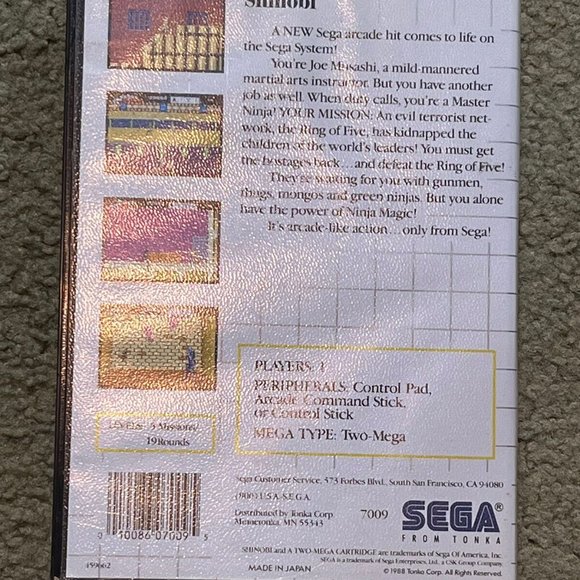 Shinobi
A NEW Sega arcade hit comes to life on
the Sega System!
You're Joe Musashi, a mild-mannered
martial arts instructor. But you have another
job as well. When duty calls, you're a Master
Ninja! YOUR MISSION: An evil terrorist net-
work, the Ring of Five, has kidnapped the
children of the world's leaders! You must get
the hostages back...and defeat the Ring of Five!
They're waiting for you with gunmen,
thugs, mongos and green ninjas. But you alone
have the power of Ninja Magic!
It's arcade-like action...only from Sega!
PLAYERS: 1
PERIPHERALS: Control Pad,
Arcade Command Stick,
or Control Stick
MEGA TYPE: Two-Mega
Levels: 5 Missions/
19 Rounds
Sega Customer Service, 573 Forbes Blvd., South San Francisco, CA 94080
(800) USA-SEGA
Distributed by Tonka Corp.
Minnetonka, MN 55343
7009
SEGA
FROM TONKA
0 10086 07009 5
SHINOBI and A TWO-MEGA CARTRIDGE are trademarks of Sega Of America, Inc.
SEGA is a trademark of Sega Enterprises, Ltd., a CSK Group Company.
459662
MADE IN JAPAN
© 1988 Tonka Corp. All rights reserved.